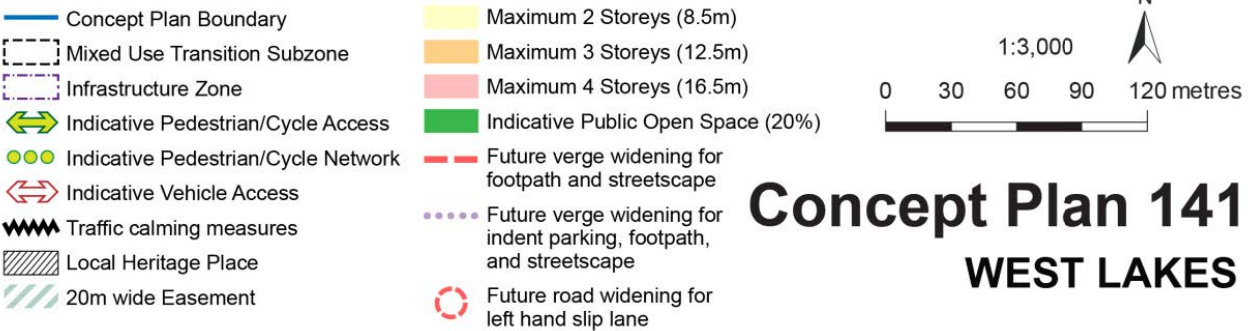 Concept Plan Boundary
Mixed Use Transition Subzone
Infrastructure Zone
Indicative Pedestrian/Cycle Access
Indicative Pedestrian/Cycle Network
Indicative Vehicle Access
Traffic calming measures
Local Heritage Place
20m wide Easement
Maximum 2 Storeys (8.5m)
Maximum 3 Storeys (12.5m)
Maximum 4 Storeys (16.5m)
Indicative Public Open Space (20%)
Future verge widening for
footpath and streetscape
Future verge widening for
indent parking, footpath,
and streetscape
Future road widening for
left hand slip lane
N
1:3,000
0 30 60 90 120 metres
Concept Plan 141
WEST LAKES